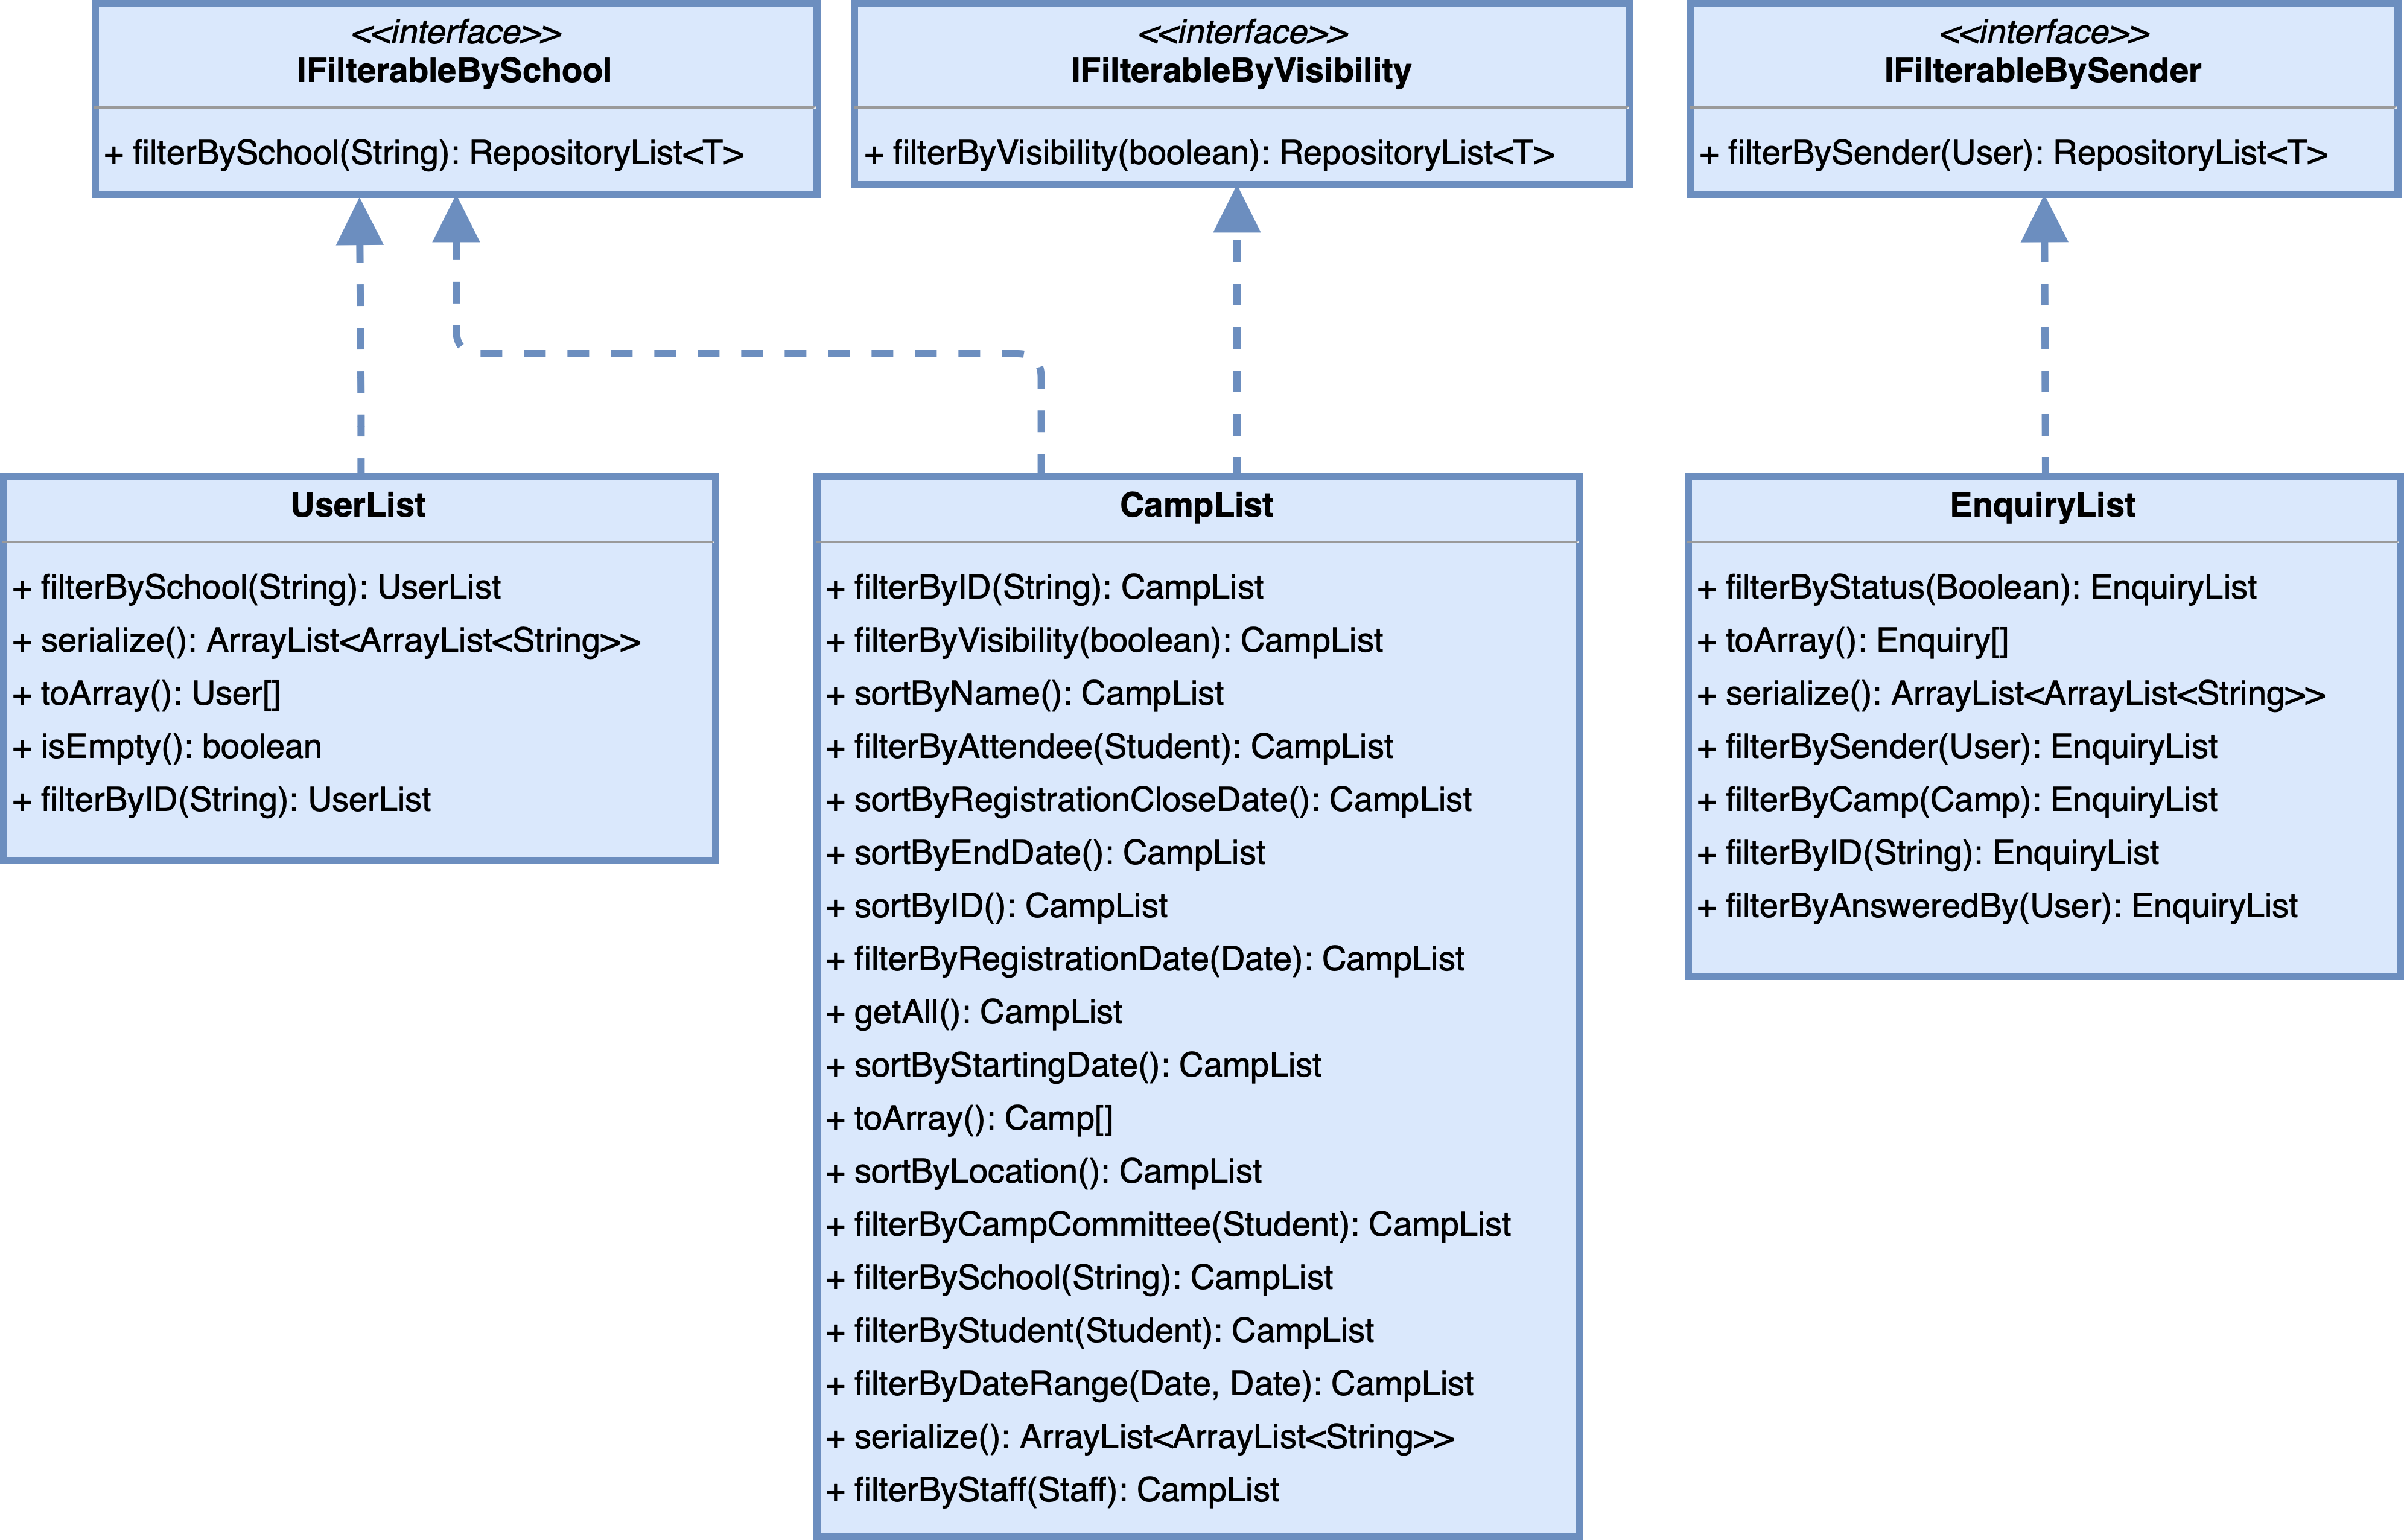 <<interface>>
IFilterableBySchool
+ filterBySchool(String): RepositoryList<T>
<<interface>>
IFilterableByVisibility
+ filterByVisibility(boolean): RepositoryList<T>
<<interface>>
IFilterableBySender
+ filterBySender(User): RepositoryList<T>
UserList
+ filterBySchool(String): UserList
+ serialize(): ArrayList<ArrayList<String>>
+ toArray(): User[]
+ isEmpty(): boolean
+ filterByID(String): UserList
CampList
+ filterByID(String): CampList
+ filterByVisibility(boolean): CampList
+ sortByName(): CampList
+ filterByAttendee(Student): CampList
+ sortByRegistrationCloseDate(): CampList
+ sortByEndDate(): CampList
+ sortByID(): CampList
+ filterByRegistrationDate(Date): CampList
+ getAll(): CampList
+ sortByStartingDate(): CampList
+ toArray(): Camp[]
+ sortByLocation(): CampList
+ filterByCampCommittee(Student): CampList
+ filterBySchool(String): CampList
+ filterByStudent(Student): CampList
+ filterByDateRange(Date, Date): CampList
+ serialize(): ArrayList<ArrayList<String>>
+ filterByStaff(Staff): CampList
EnquiryList
+ filterByStatus(Boolean): EnquiryList
+ toArray(): Enquiry[]
+ serialize(): ArrayList<ArrayList<String>>
+ filterBySender(User): EnquiryList
+ filterByCamp(Camp): EnquiryList
+ filterByID(String): EnquiryList
+ filterByAnsweredBy(User): EnquiryList